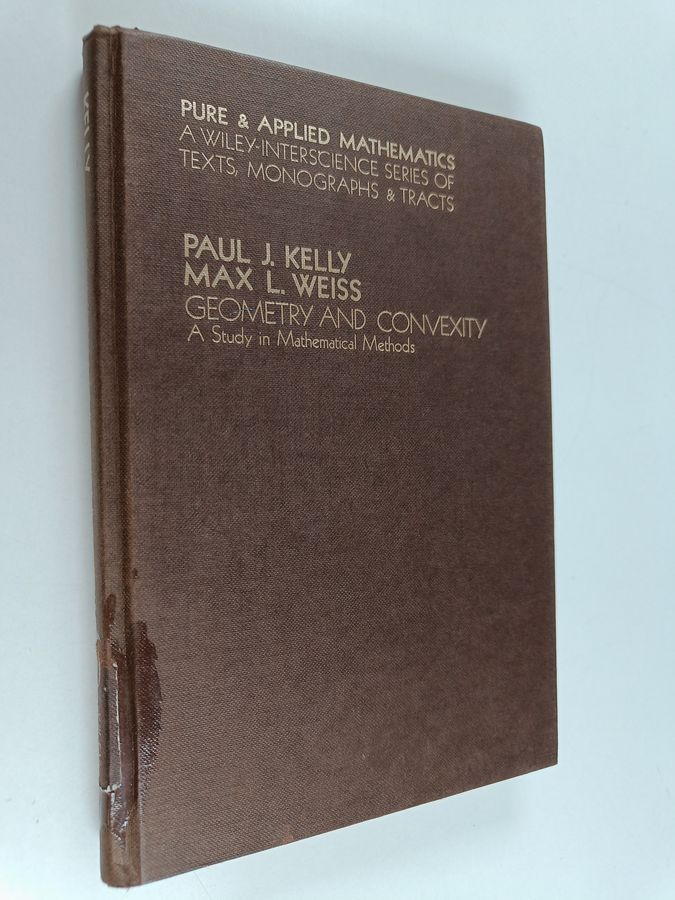 PURE & APPLIED MATHEMATICS
A WILEY-INTERSCIENCE SERIES OF
TEXTS, MONOGRAPHS & TRACTS
PAUL J. KELLY
MAX L. WEISS
GEOMETRY AND CONVEXITY
A Study in Mathematical Methods
KELLY